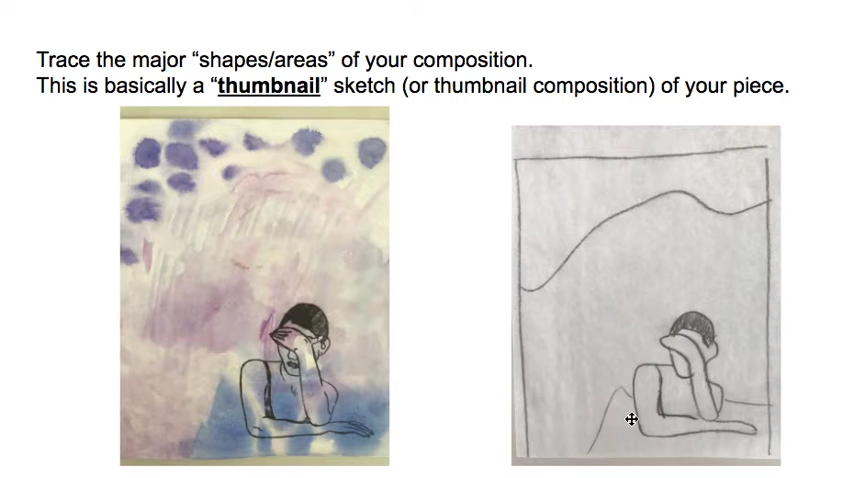 Trace the major “shapes/areas” of your composition.
This is basically a “thumbnail” sketch (or thumbnail composition) of your piece.